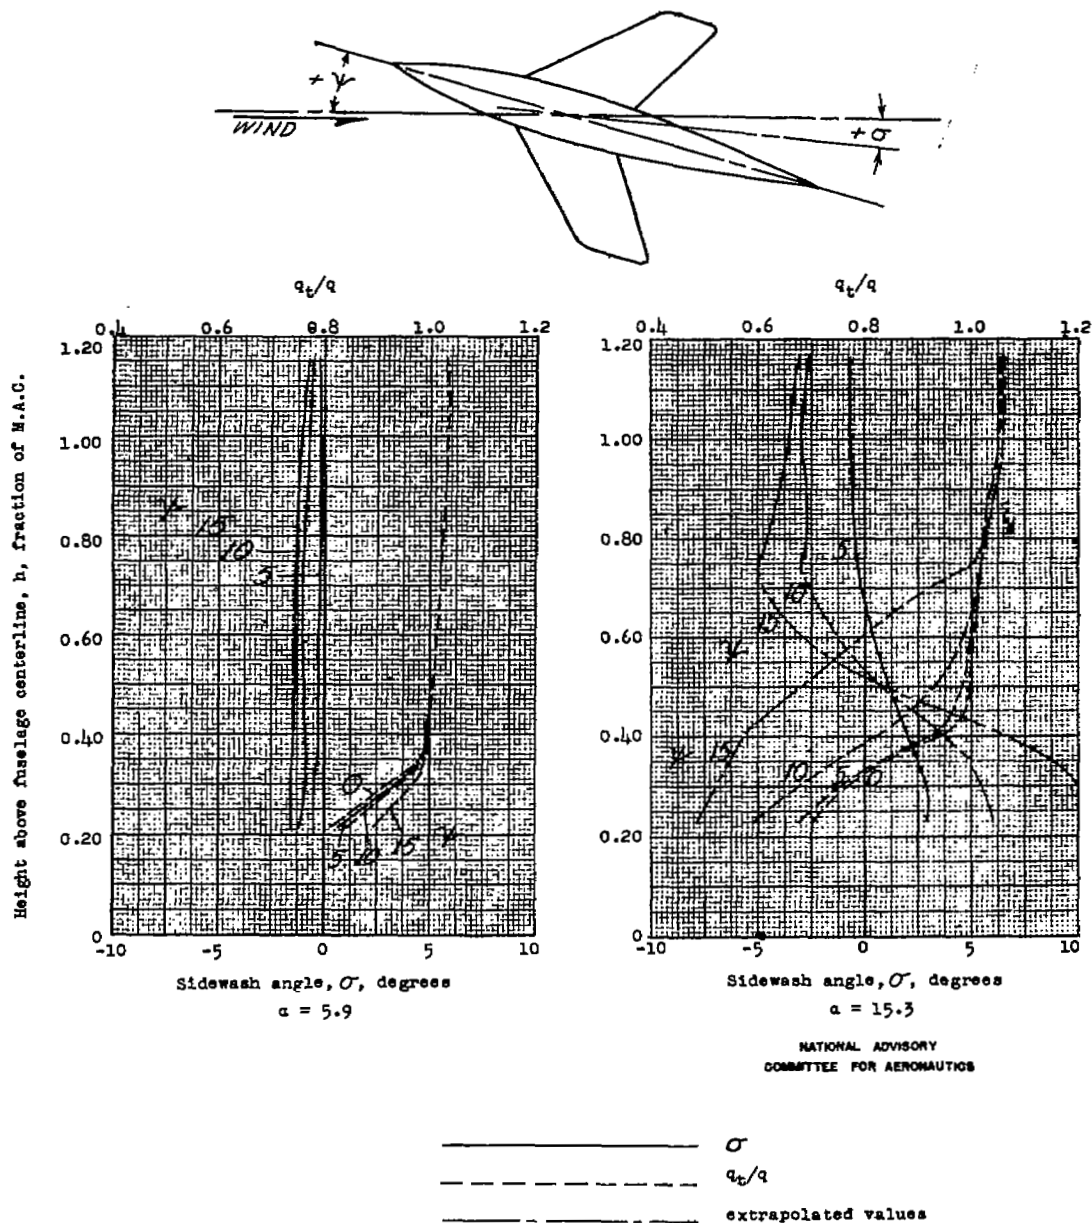 + ψ
WIND
+ σ
q_t/q
0.4 0.6 0.8 1.0 1.2
1.20
1.00
0.80
0.60
0.40
0.20
0
Height above fuselage centerline, h, fraction of M.A.C.
ψ 15
10
5
0
5 10 15 ψ
-10 -5 0 5 10
Sidewash angle, σ, degrees
α = 5.9
q_t/q
0.4 0.6 0.8 1.0 1.2
1.20
1.00
0.80
0.60
0.40
0.20
0
5
10
15
ψ
ψ 15
10 5 0
-10 -5 0 5 10
Sidewash angle, σ, degrees
α = 15.3
NATIONAL ADVISORY
COMMITTEE FOR AERONAUTICS
σ
q_t/q
extrapolated values